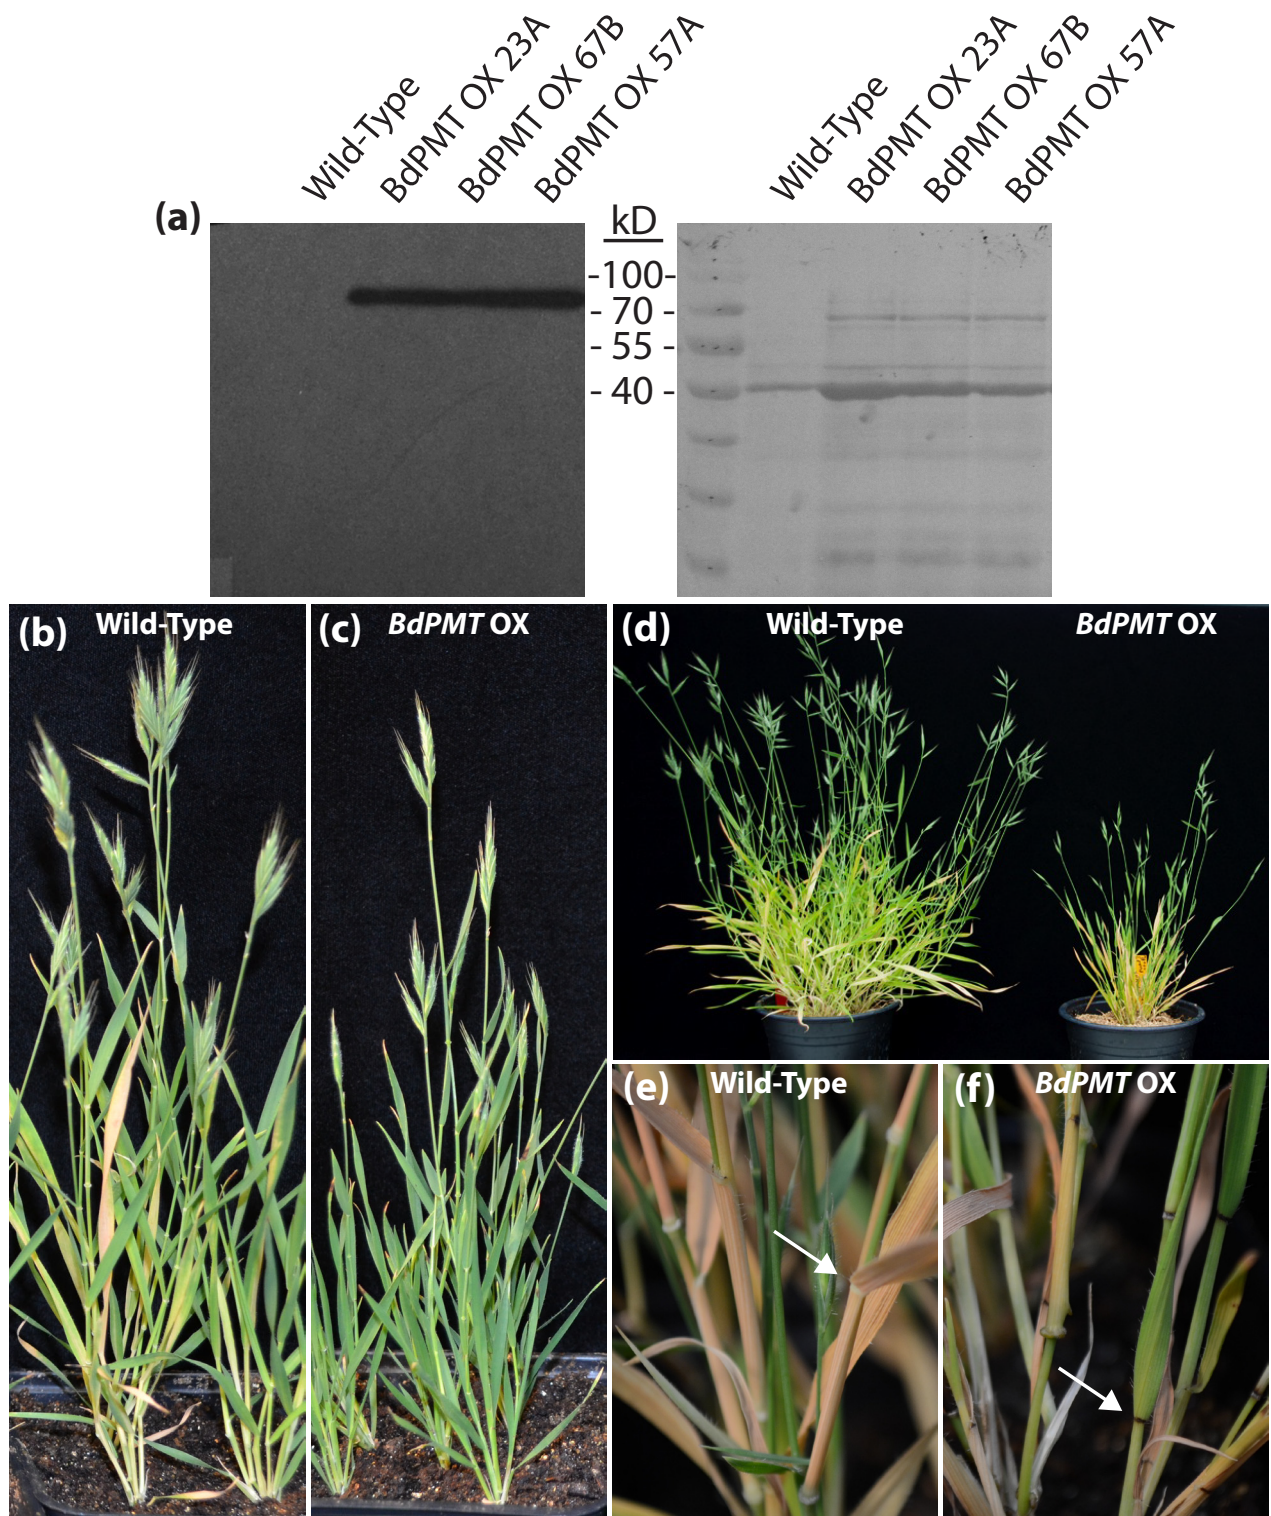 Wild-Type
BdPMT OX 23A
BdPMT OX 67B
BdPMT OX 57A
Wild-Type
BdPMT OX 23A
BdPMT OX 67B
BdPMT OX 57A
(a)
kD
-100-
- 70 -
- 55 -
- 40 -
(b) Wild-Type
(c) BdPMT OX
(d) Wild-Type BdPMT OX
(e) Wild-Type
(f) BdPMT OX